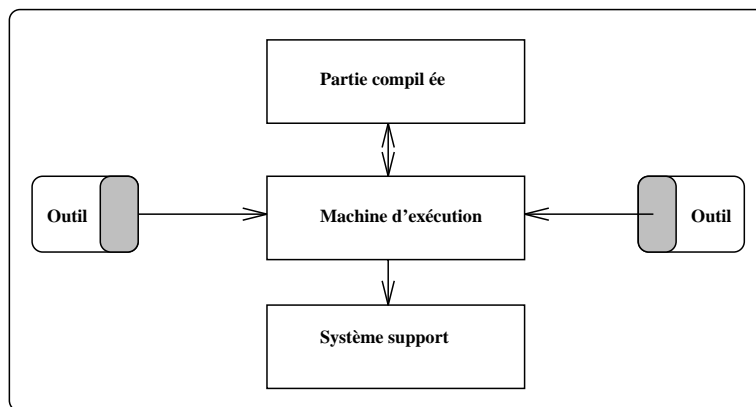 Partie compil ée
Outil
Machine d'exécution
Outil
Système support